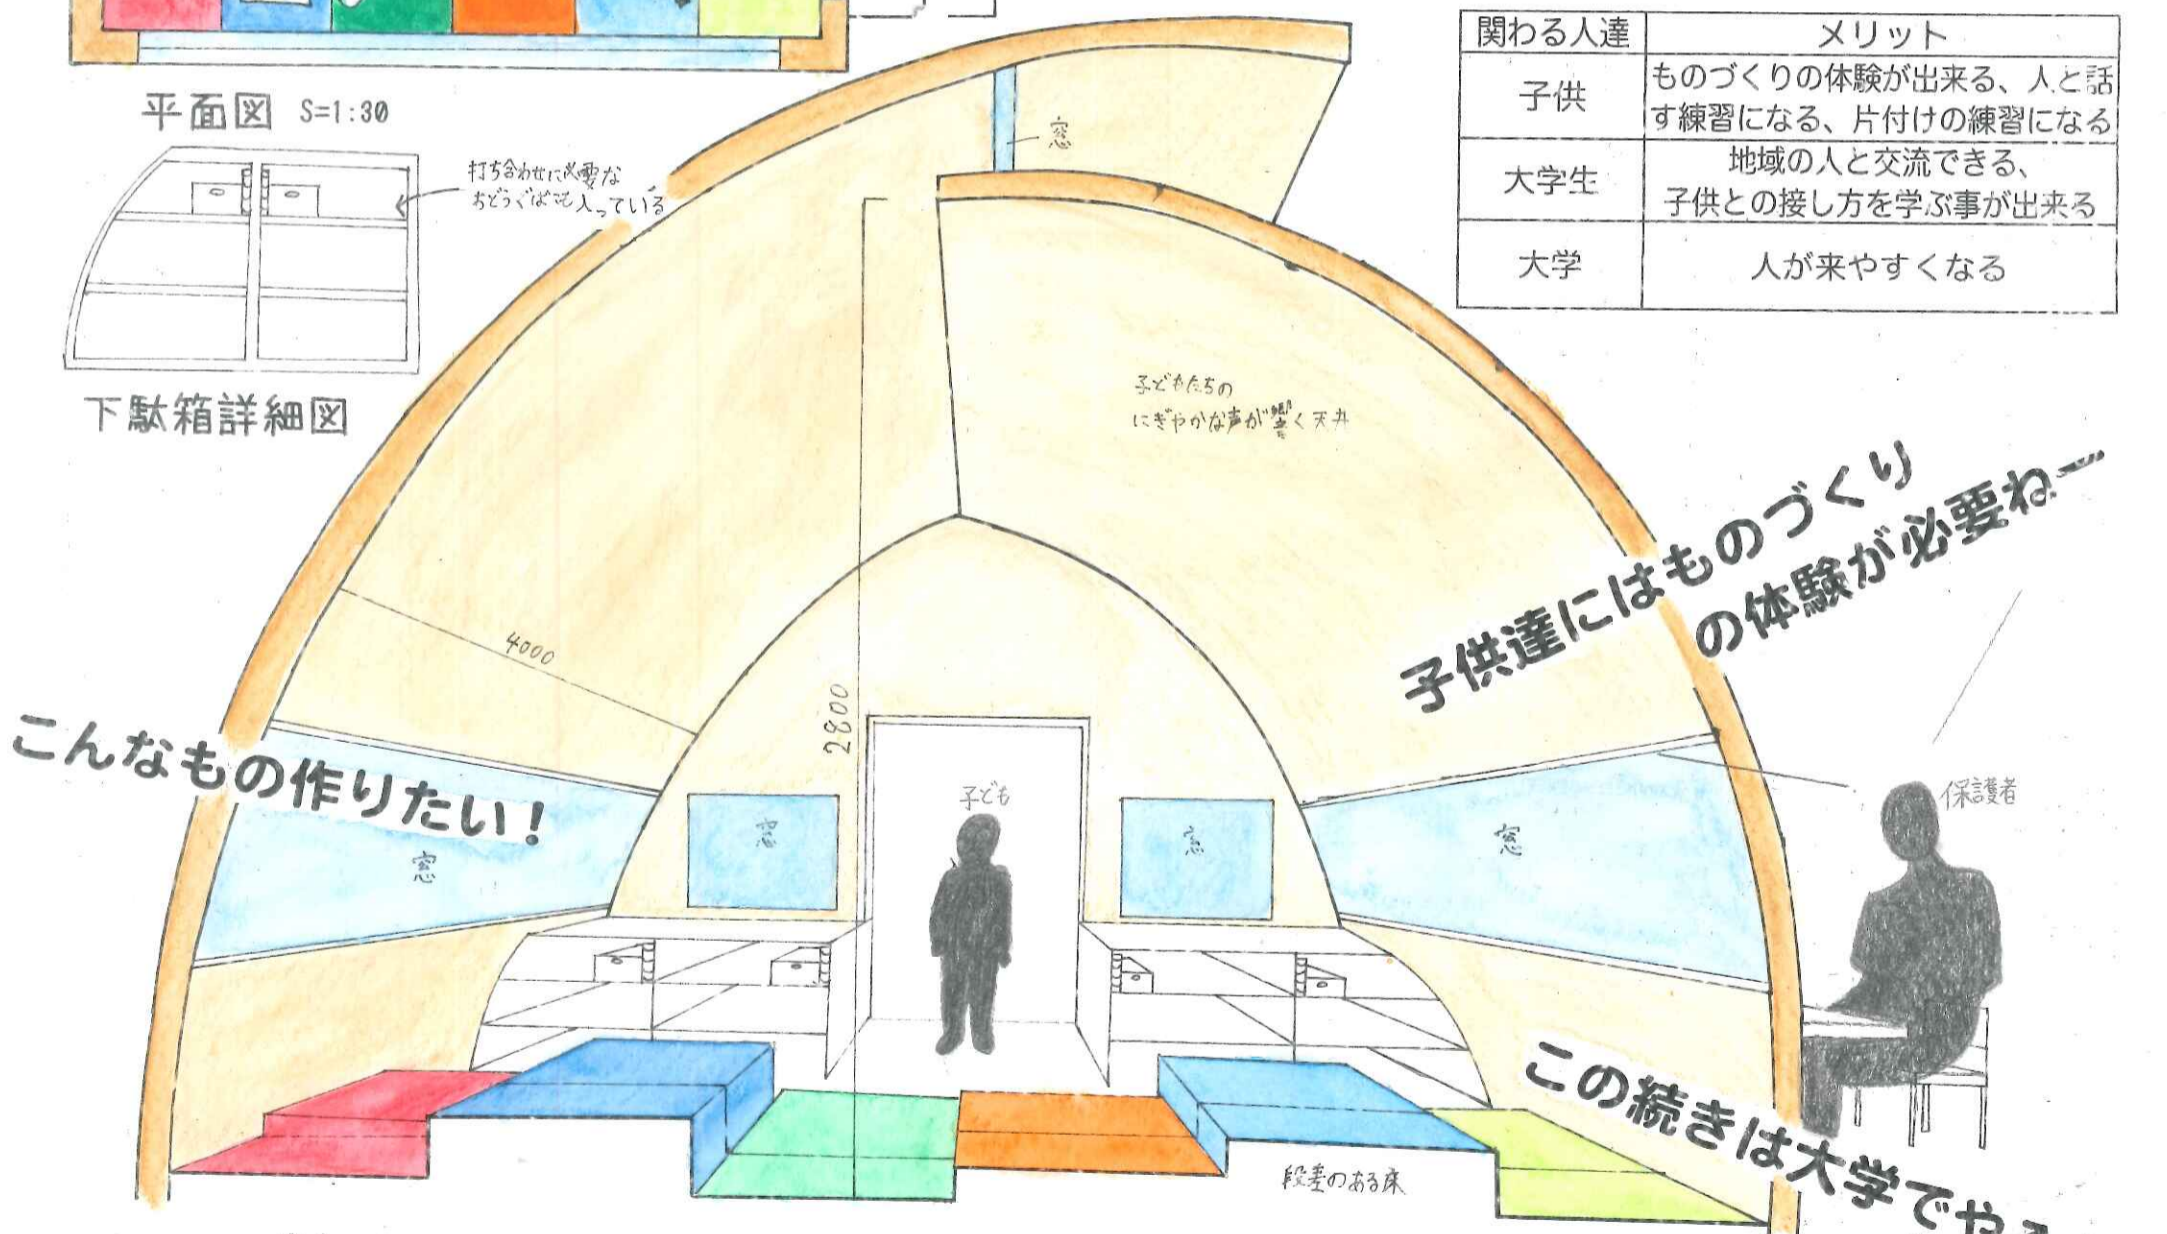 平面図 S=1:30
打ち合わせに必要な
おどうぐばこも入っている
下駄箱詳細図
関わる人達 メリット
子供 ものづくりの体験が出来る、人と話
す練習になる、片付けの練習になる
大学生 地域の人と交流できる、
子供との接し方を学ぶ事が出来る
大学 人が来やすくなる
窓
子どもたちの
にぎやかな声が響く天井
子供達にはものづくり
の体験が必要ねー
4000
2800
こんなもの作りたい!
窓
窓
子ども
窓
窓
保護者
この続きは大学でや
段差のある床